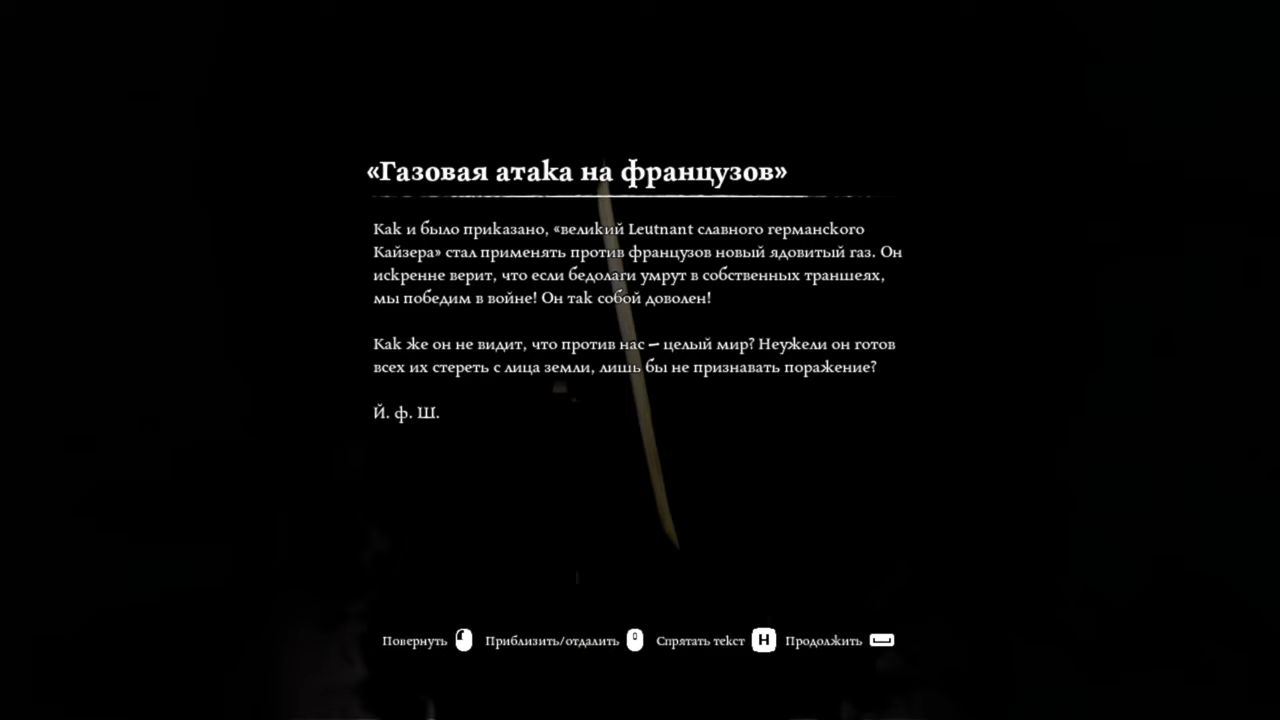 «Газовая атака на французов»
Как и было приказано, «великий Leutnant славного германского
Кайзера» стал применять против французов новый ядовитый газ. Он
искренне верит, что если бедолаги умрут в собственных траншеях,
мы победим в войне! Он так собой доволен!
Как же он не видит, что против нас – целый мир? Неужели он готов
всех их стереть с лица земли, лишь бы не признавать поражение?
Й. ф. Ш.
Повернуть Приблизить/отдалить Спрятать текст H Продолжить